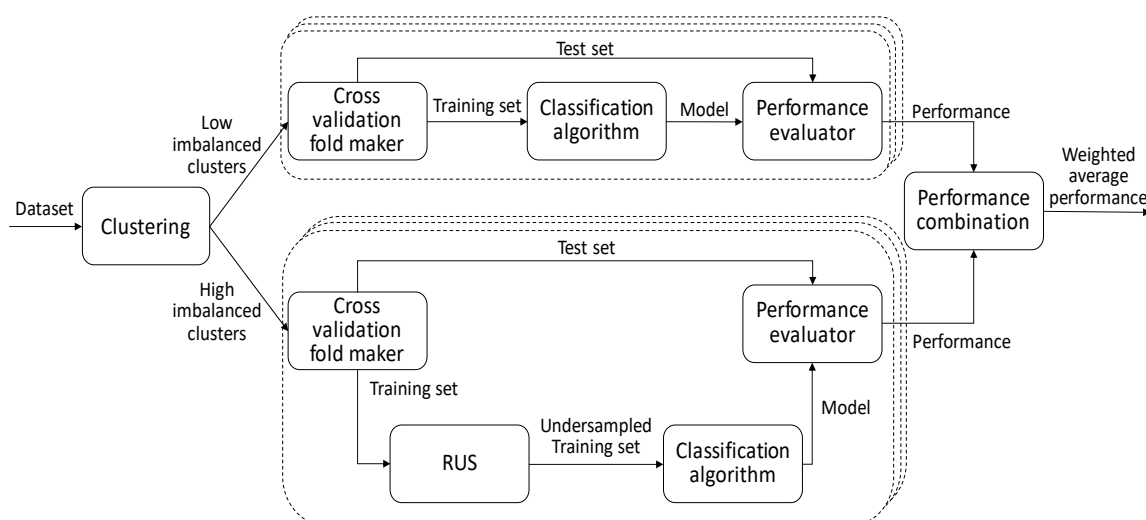 Test set
Cross
validation
fold maker
Training set
Classification
algorithm
Model
Performance
evaluator
Performance
Low
imbalanced
clusters
Dataset
Clustering
Weighted
average
performance
Performance
combination
High
imbalanced
clusters
Test set
Cross
validation
fold maker
Performance
evaluator
Performance
Training set
Model
RUS
Undersampled
Training set
Classification
algorithm